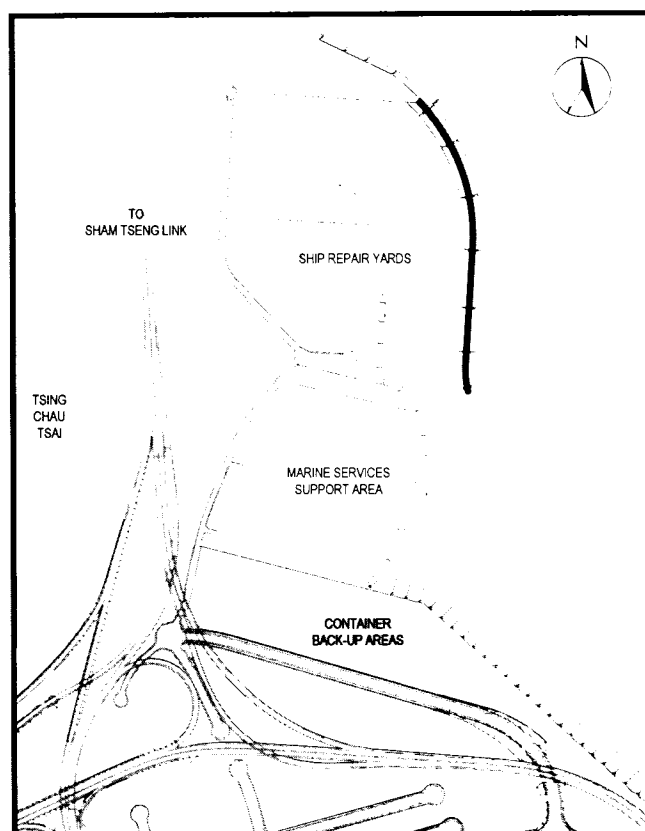 N
TO
SHAM TSENG LINK
SHIP REPAIR YARDS
TSING
CHAU
TSAI
MARINE SERVICES
SUPPORT AREA
CONTAINER
BACK-UP AREAS